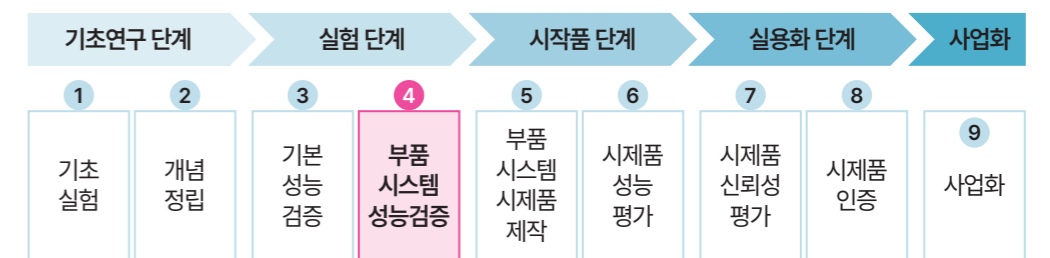 기초연구 단계
실험 단계
시작품 단계
실용화 단계
사업화
1
기초
실험
2
개념
정립
3
기본
성능
검증
4
부품
시스템
성능검증
5
부품
시스템
시제품
제작
6
시제품
성능
평가
7
시제품
신뢰성
평가
8
시제품
인증
9
사업화